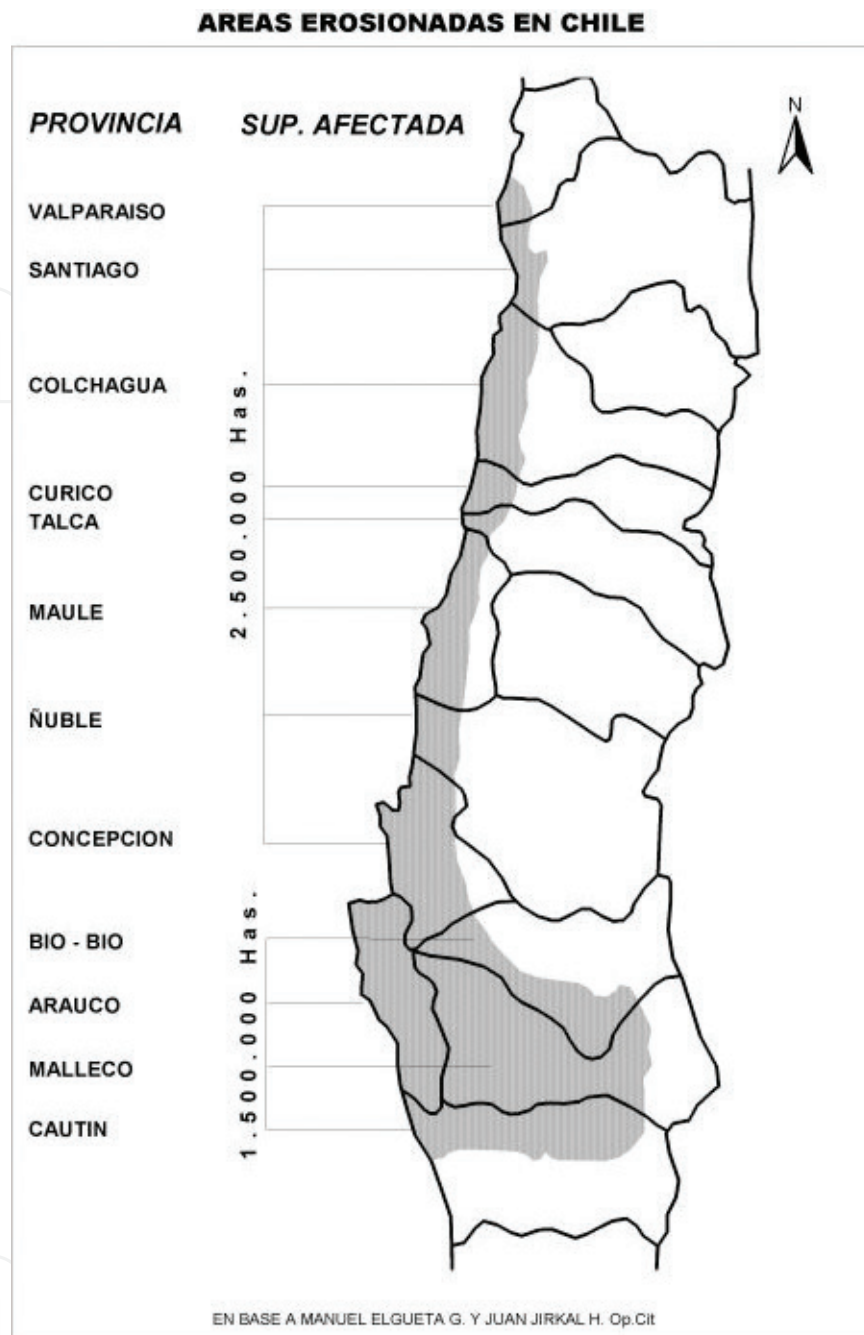 AREAS EROSIONADAS EN CHILE
PROVINCIA SUP. AFECTADA
N
VALPARAISO
SANTIAGO
COLCHAGUA
CURICO
TALCA
MAULE
ÑUBLE
CONCEPCION
2.500.000 Has.
BIO - BIO
ARAUCO
MALLECO
CAUTIN
1.500.000 Has.
EN BASE A MANUEL ELGUETA G. Y JUAN JIRKAL H. Op.Cit